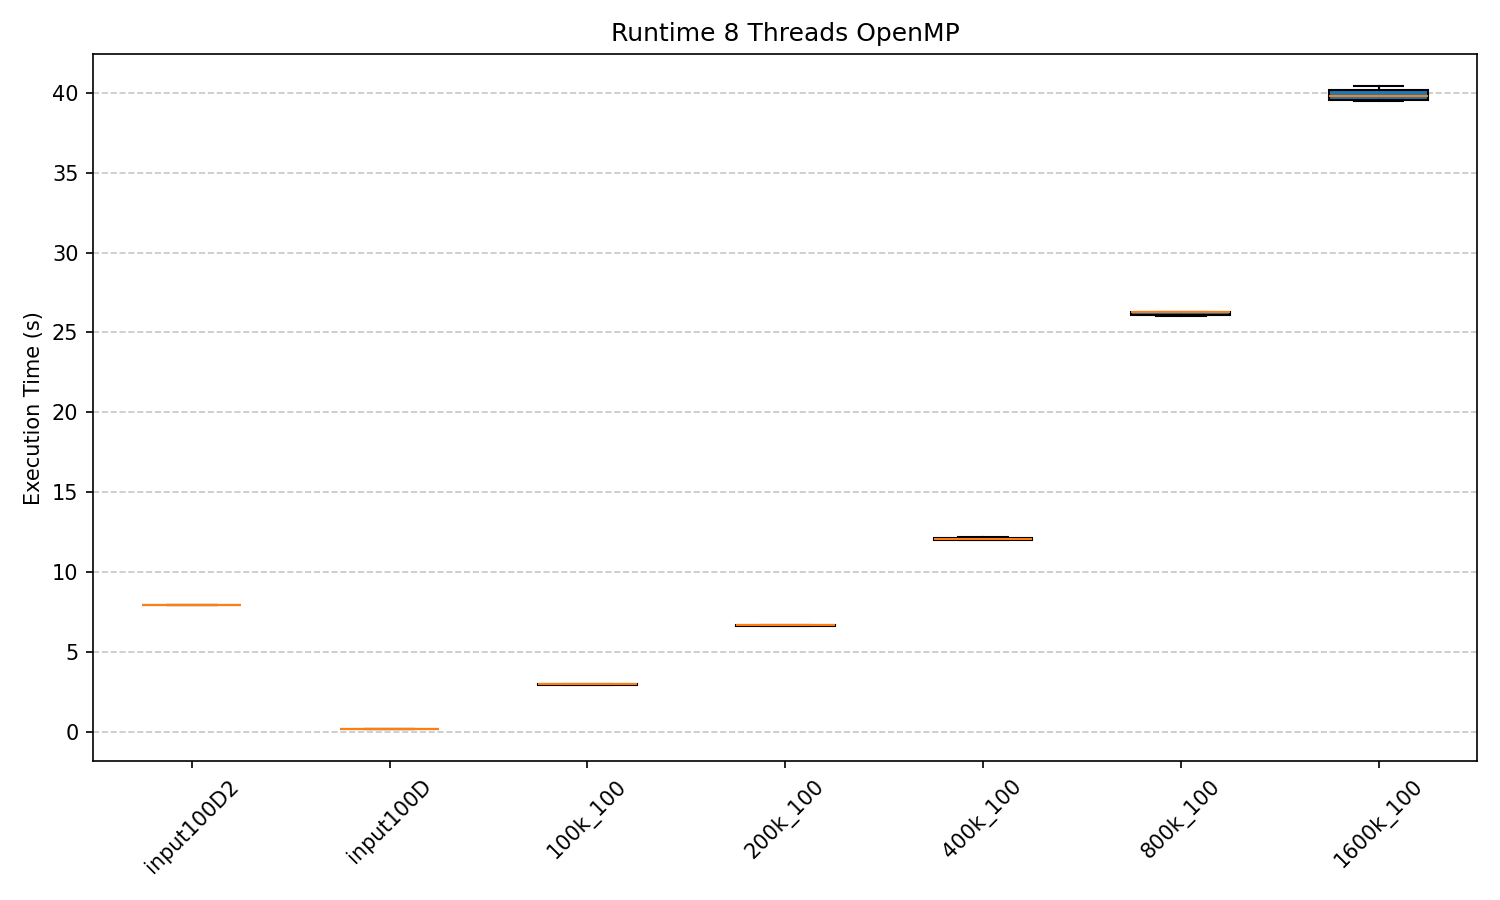 Runtime 8 Threads OpenMP
Execution Time (s)
40
35
30
25
20
15
10
5
0
input100D2
input100D
100k_100
200k_100
400k_100
800k_100
1600k_100